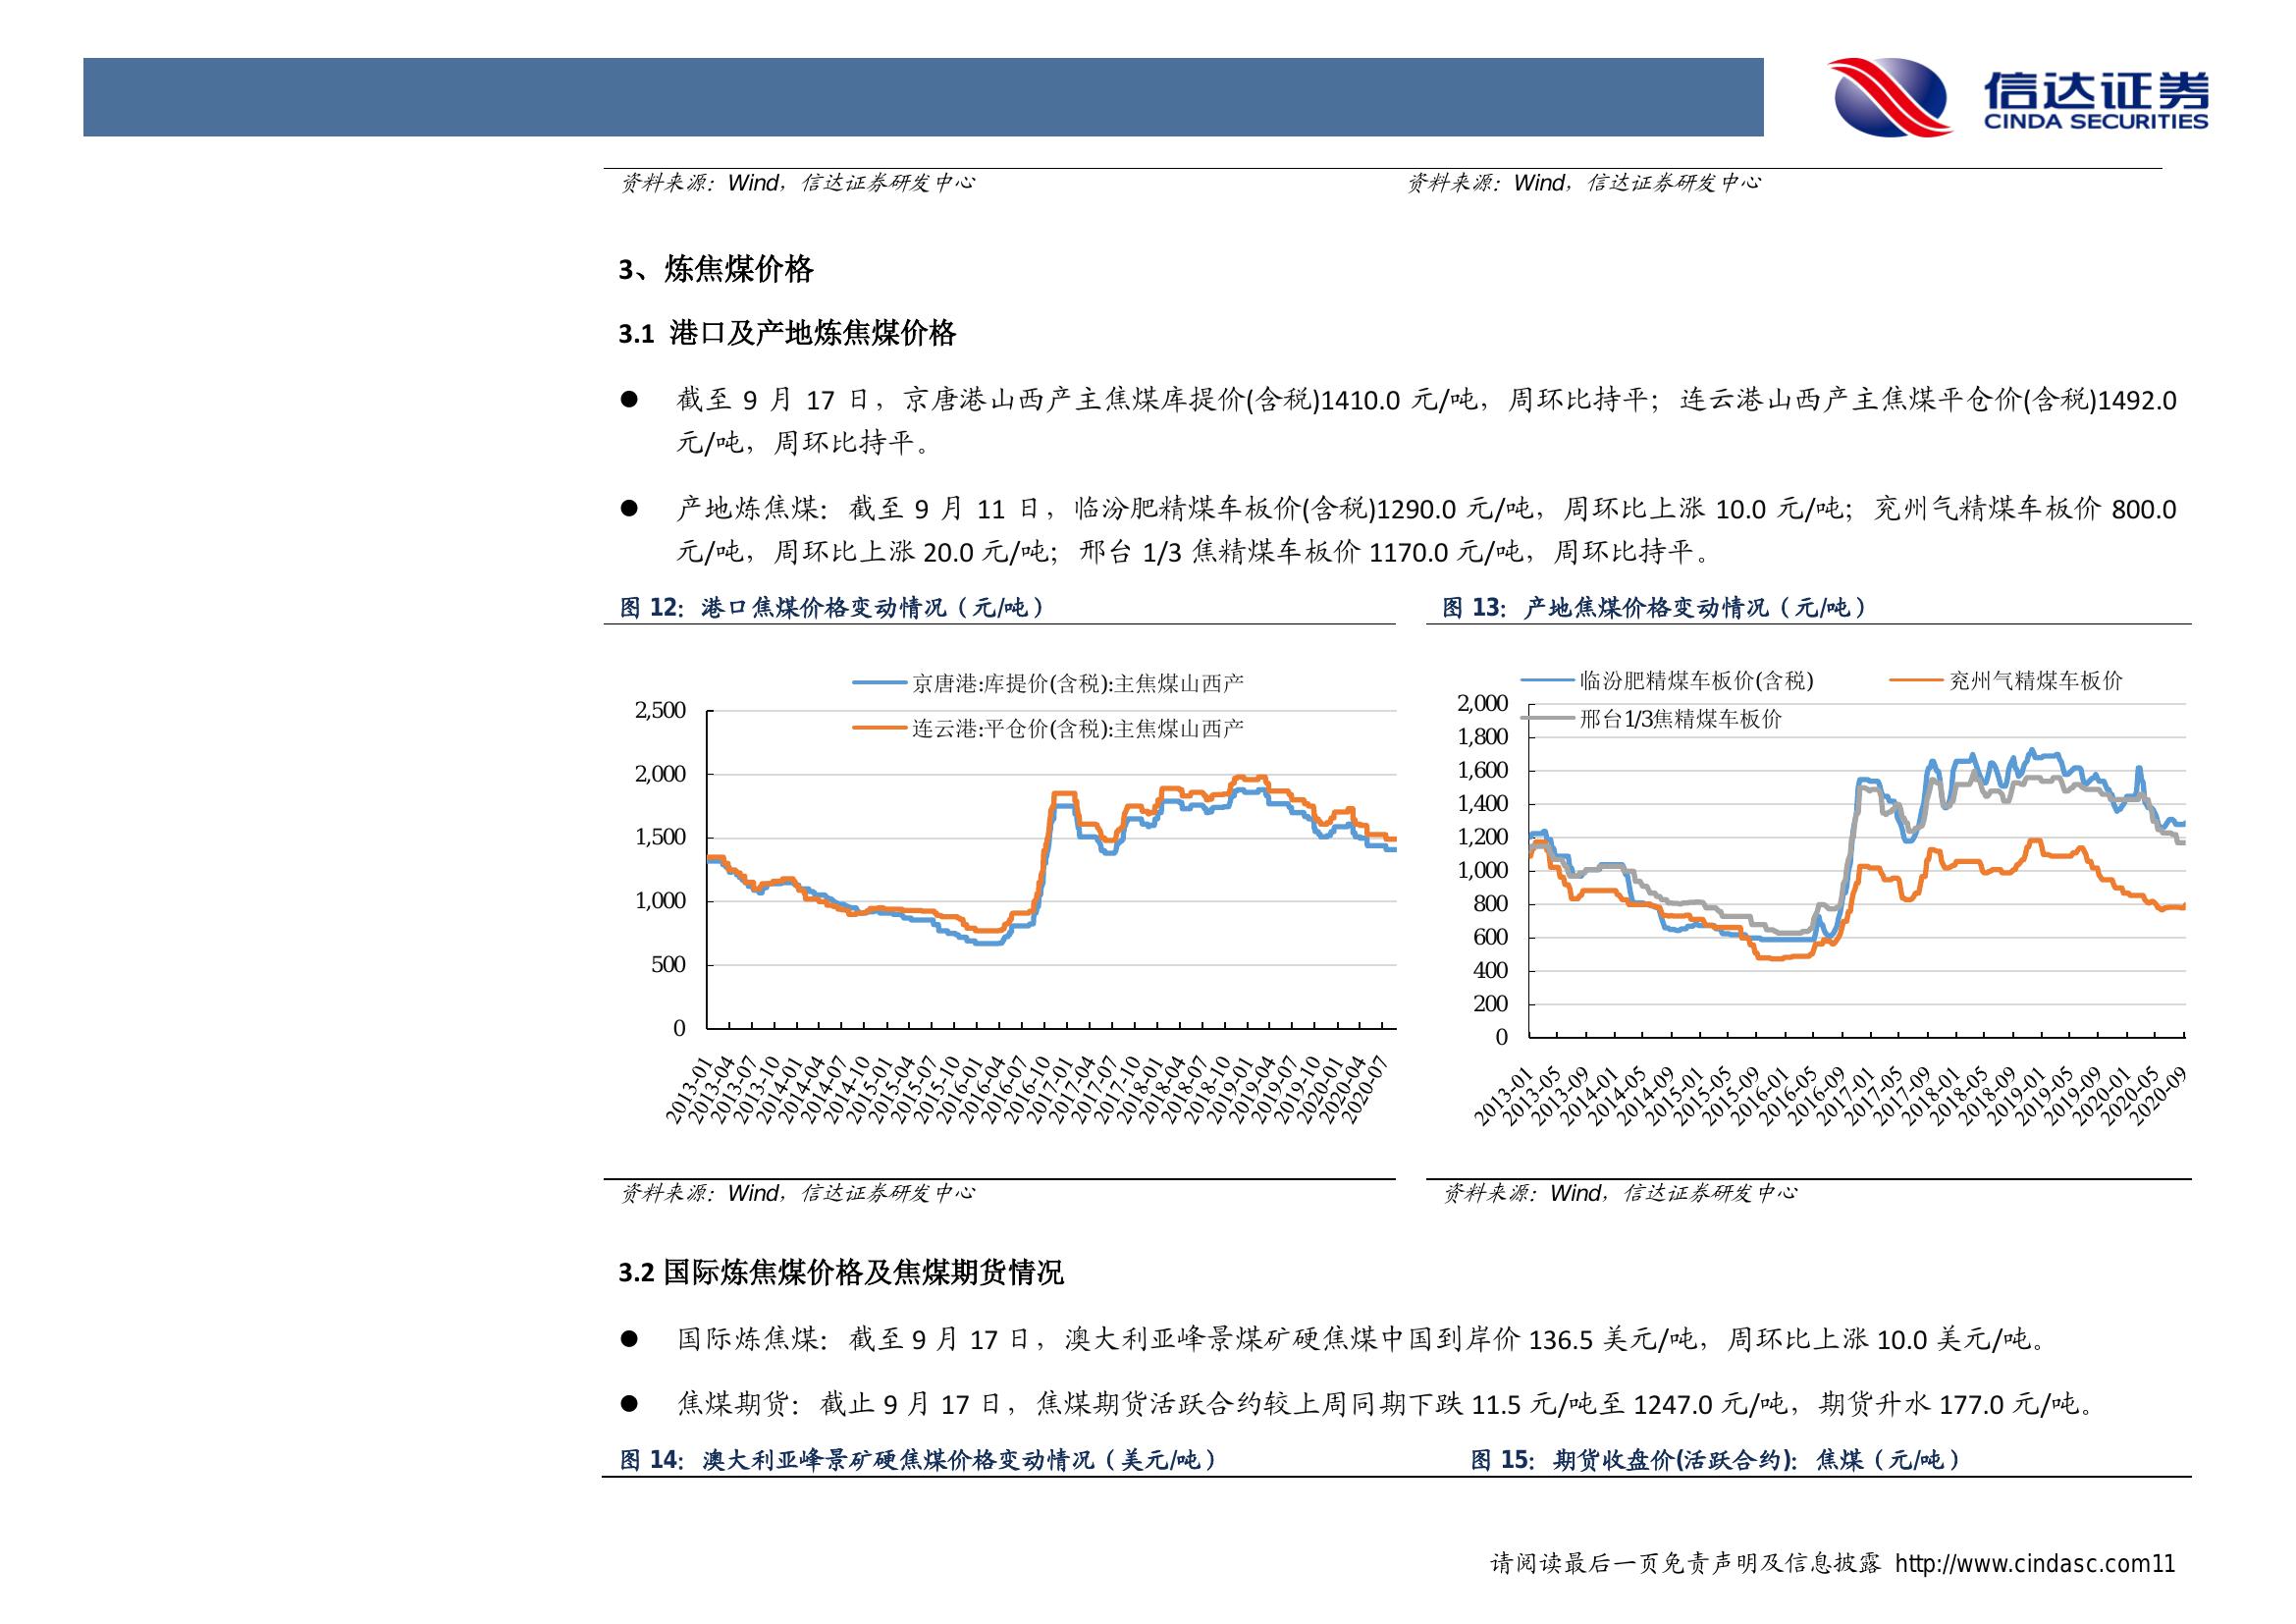 信达证券
CINDA SECURITIES
资料来源：Wind，信达证券研发中心
资料来源：Wind，信达证券研发中心
3、炼焦煤价格
3.1 港口及产地炼焦煤价格
● 截至 9 月 17 日，京唐港山西产主焦煤库提价(含税)1410.0 元/吨，周环比持平；连云港山西产主焦煤平仓价(含税)1492.0
元/吨，周环比持平。
● 产地炼焦煤：截至 9 月 11 日，临汾肥精煤车板价(含税)1290.0 元/吨，周环比上涨 10.0 元/吨；兖州气精煤车板价 800.0
元/吨，周环比上涨 20.0 元/吨；邢台 1/3 焦精煤车板价 1170.0 元/吨，周环比持平。
图 12：港口焦煤价格变动情况（元/吨）
京唐港:库提价(含税):主焦煤山西产
连云港:平仓价(含税):主焦煤山西产
2,500
2,000
1,500
1,000
500
0
2013-01
2013-04
2013-07
2013-10
2014-01
2014-04
2014-07
2014-10
2015-01
2015-04
2015-07
2015-10
2016-01
2016-04
2016-07
2016-10
2017-01
2017-04
2017-07
2017-10
2018-01
2018-04
2018-07
2018-10
2019-01
2019-04
2019-07
2019-10
2020-01
2020-04
2020-07
资料来源：Wind，信达证券研发中心
图 13：产地焦煤价格变动情况（元/吨）
临汾肥精煤车板价(含税)
兖州气精煤车板价
邢台1/3焦精煤车板价
2,000
1,800
1,600
1,400
1,200
1,000
800
600
400
200
0
2013-01
2013-05
2013-09
2014-01
2014-05
2014-09
2015-01
2015-05
2015-09
2016-01
2016-05
2016-09
2017-01
2017-05
2017-09
2018-01
2018-05
2018-09
2019-01
2019-05
2019-09
2020-01
2020-05
2020-09
资料来源：Wind，信达证券研发中心
3.2 国际炼焦煤价格及焦煤期货情况
● 国际炼焦煤：截至 9 月 17 日，澳大利亚峰景煤矿硬焦煤中国到岸价 136.5 美元/吨，周环比上涨 10.0 美元/吨。
● 焦煤期货：截止 9 月 17 日，焦煤期货活跃合约较上周同期下跌 11.5 元/吨至 1247.0 元/吨，期货升水 177.0 元/吨。
图 14：澳大利亚峰景矿硬焦煤价格变动情况（美元/吨）
图 15：期货收盘价(活跃合约)：焦煤（元/吨）
请阅读最后一页免责声明及信息披露 http://www.cindasc.com11